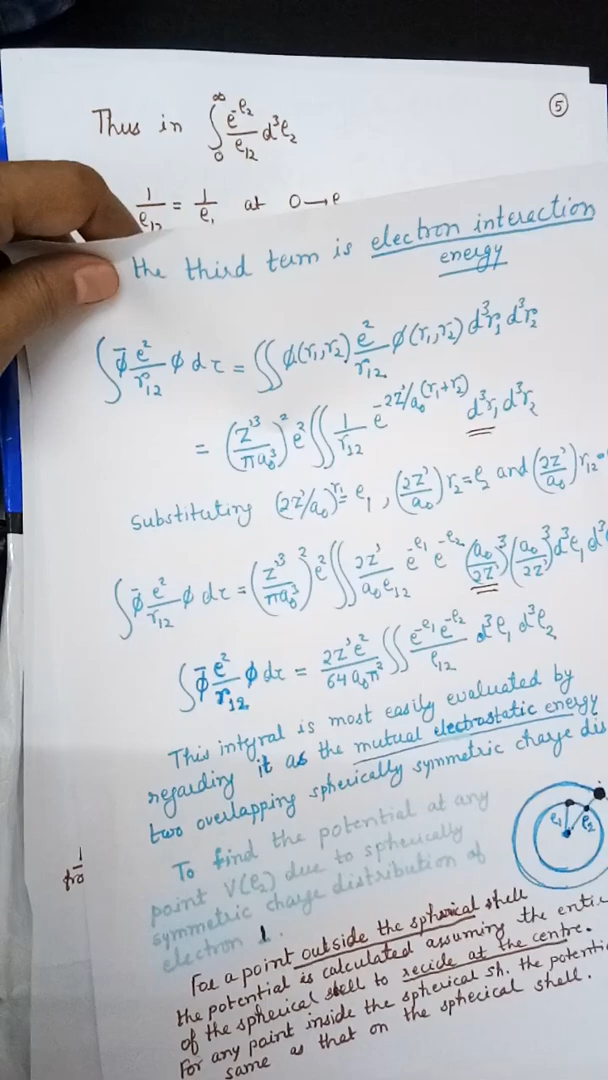 Thus in ∫₀^∞ e^-ρ₂/ρ₁₂ d³ρ₂
⑤
1/ρ₁₂ = 1/ρ₁ at 0→ρ
the third term is electron interaction
energy
∫ φ̄ e²/r₁₂ φ dτ = ∬ φ(r₁,r₂) e²/r₁₂ φ(r₁,r₂) d³r₁ d³r₂
= (Z'³/πa₀³)² e² ∬ 1/r₁₂ e^-2Z'/a₀(r₁+r₂) d³r₁ d³r₂
substituting (2Z'/a₀)r₁=ρ₁, (2Z'/a₀)r₂=ρ₂ and (2Z'/a₀)r₁₂=
∫ φ̄ e²/r₁₂ φ dτ = (Z'³/πa₀³)² e² ∬ 2Z'/a₀ρ₁₂ e^-ρ₁ e^-ρ₂ (a₀/2Z')³ (a₀/2Z')³ d³ρ₁ d³
∫ φ̄ e²/r₁₂ φ dτ = 2Z'e²/64a₀π² ∬ e^-ρ₁ e^-ρ₂/ρ₁₂ d³ρ₁ d³ρ₂
This intgral is most easily evaluated by
regarding it as the mutual electrostatic energy
two overlapping spherically symmetric charge dis
To find the potential at any
point V(ρ₂) due to spherically
symmetric charge distribution of
electron 1.
ρ₁
ρ₂
For a point outside the spherical shell
the potential is calculated assuming the entire
of the spherical shell to recide at the centre.
For any point inside the spherical sh. the potenti
same as that on the spherical shell.